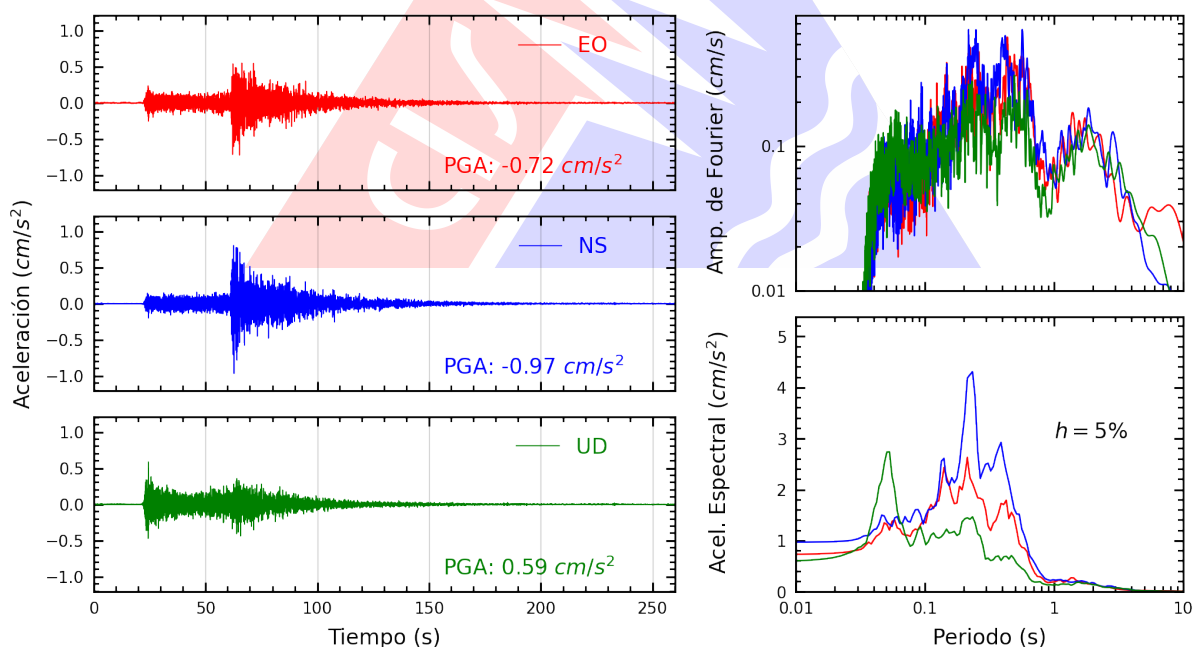 Aceleración (cm/s²)
1.0
0.5
0.0
−0.5
−1.0
EO
PGA: -0.72 cm/s²
1.0
0.5
0.0
−0.5
−1.0
NS
PGA: -0.97 cm/s²
1.0
0.5
0.0
−0.5
−1.0
UD
PGA: 0.59 cm/s²
0 50 100 150 200 250
Tiempo (s)
Amp. de Fourier (cm/s)
0.1
0.01
Acel. Espectral (cm/s²)
5
4
3
2
1
0
h = 5%
0.01 0.1 1 10
Periodo (s)